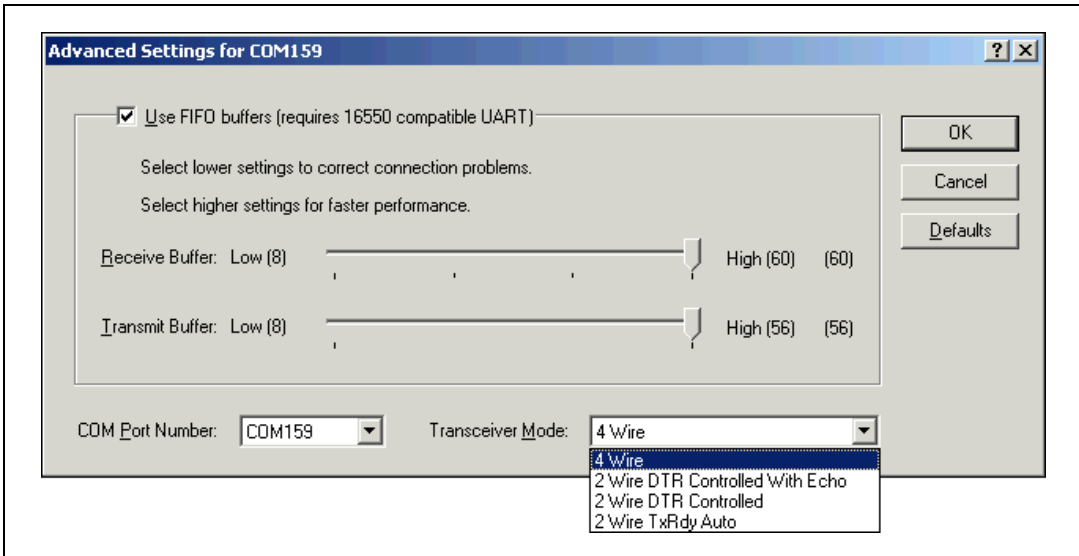 Advanced Settings for COM159
Use FIFO buffers (requires 16550 compatible UART)
OK
Select lower settings to correct connection problems.
Cancel
Select higher settings for faster performance.
Defaults
Receive Buffer: Low (8) High (60) (60)
Transmit Buffer: Low (8) High (56) (56)
COM Port Number: COM159 Transceiver Mode: 4 Wire
4 Wire
2 Wire DTR Controlled With Echo
2 Wire DTR Controlled
2 Wire TxRdy Auto